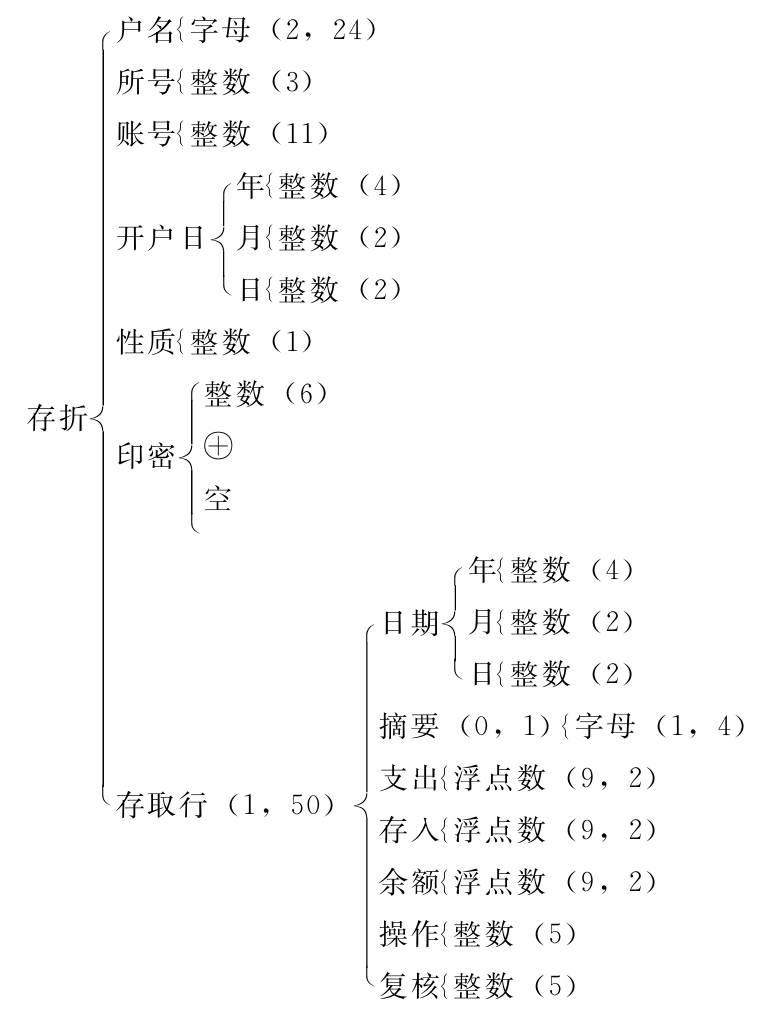 户名{字母（2，24）
所号{整数（3）
账号{整数（11）
年{整数（4）
开户日{月{整数（2）
日{整数（2）
性质{整数（1）
整数（6）
存折{
印密{⊕
空
年{整数（4）
日期{月{整数（2）
日{整数（2）
摘要（0，1）{字母（1，4）
支出{浮点数（9，2）
存取行（1，50）{
存入{浮点数（9，2）
余额{浮点数（9，2）
操作{整数（5）
复核{整数（5）